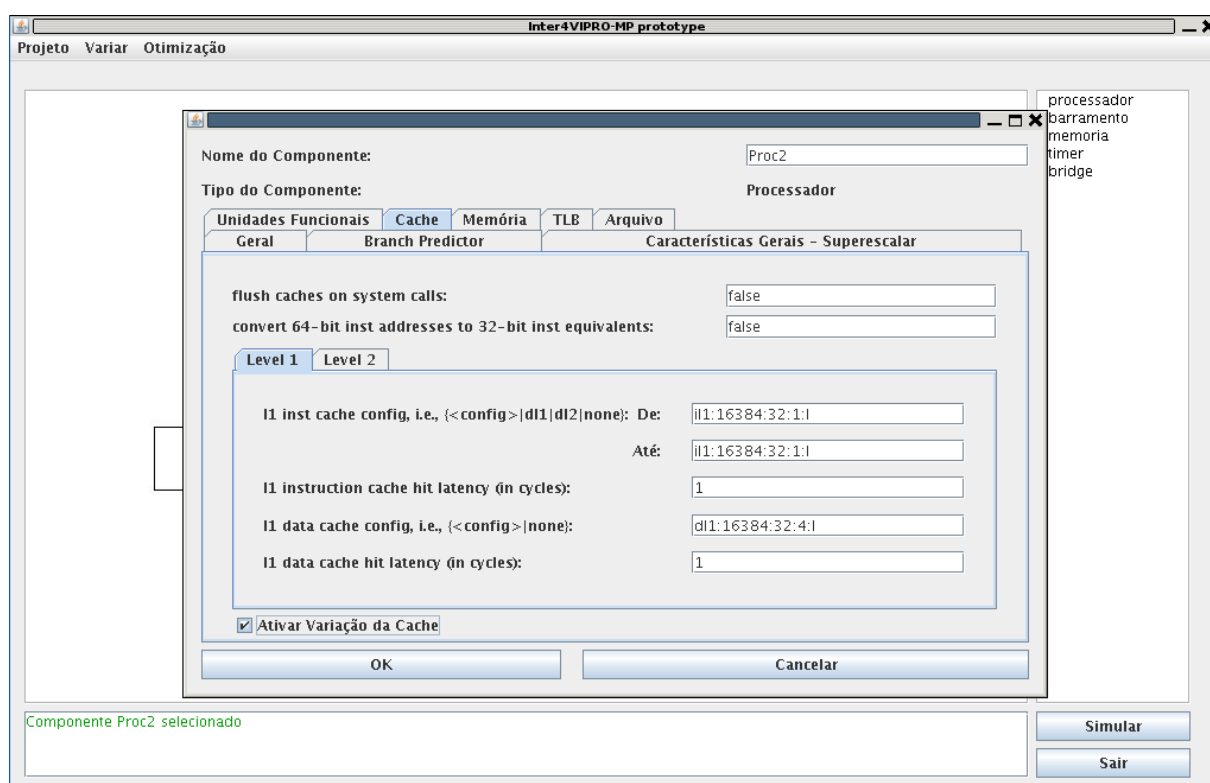 Inter4VIPRO-MP prototype
Projeto Variar Otimização
processador
barramento
memoria
timer
bridge
Nome do Componente: Proc2
Tipo do Componente: Processador
Unidades Funcionais Cache Memória TLB Arquivo
Geral Branch Predictor Características Gerais - Superescalar
flush caches on system calls: false
convert 64-bit inst addresses to 32-bit inst equivalents: false
Level 1 Level 2
l1 inst cache config, i.e., {<config>|dl1|dl2|none}: De: il1:16384:32:1:l
Até: il1:16384:32:1:l
l1 instruction cache hit latency (in cycles): 1
l1 data cache config, i.e., {<config>|none}: dl1:16384:32:4:l
l1 data cache hit latency (in cycles): 1
Ativar Variação da Cache
OK Cancelar
Componente Proc2 selecionado
Simular
Sair